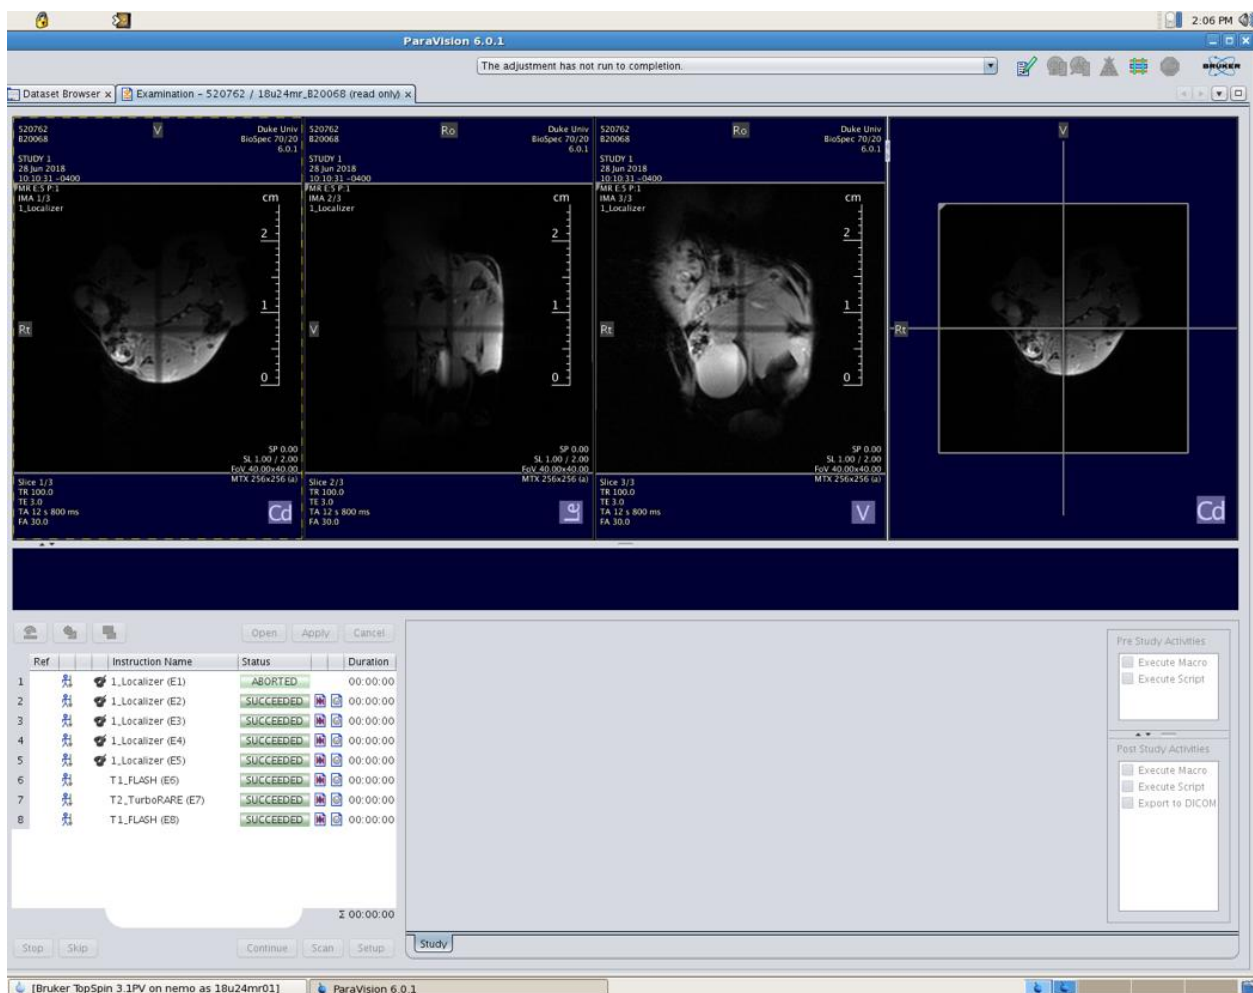 2:06 PM
ParaVision 6.0.1
The adjustment has not run to completion.
BRUKER
Dataset Browser x
Examination - 520762 / 18u24mr_B20068 (read only) x
520762
B20068
V
Duke Univ
BioSpec 70/20
6.0.1
STUDY 1
28 Jun 2018
10:10:31 -0400
MR E:5 P:1
IMA 1/3
1_Localizer
cm
2
1
0
Rt
SP 0.00
SL 1.00 / 2.00
FoV 40.00x40.00
MTX 256x256 (a)
Slice 1/3
TR 100.0
TE 3.0
TA 12 s 800 ms
FA 30.0
Cd
520762
B20068
Ro
Duke Univ
BioSpec 70/20
6.0.1
STUDY 1
28 Jun 2018
10:10:31 -0400
MR E:5 P:1
IMA 2/3
1_Localizer
cm
2
1
0
V
SP 0.00
SL 1.00 / 2.00
FoV 40.00x40.00
MTX 256x256 (a)
Slice 2/3
TR 100.0
TE 3.0
TA 12 s 800 ms
FA 30.0
Le
520762
B20068
Ro
Duke Univ
BioSpec 70/20
6.0.1
STUDY 1
28 Jun 2018
10:10:31 -0400
MR E:5 P:1
IMA 3/3
1_Localizer
cm
2
1
0
Rt
SP 0.00
SL 1.00 / 2.00
FoV 40.00x40.00
MTX 256x256 (a)
Slice 3/3
TR 100.0
TE 3.0
TA 12 s 800 ms
FA 30.0
V
V
Rt
Cd
Open Apply Cancel
Ref Instruction Name Status Duration
1 1_Localizer (E1) ABORTED 00:00:00
2 1_Localizer (E2) SUCCEEDED 00:00:00
3 1_Localizer (E3) SUCCEEDED 00:00:00
4 1_Localizer (E4) SUCCEEDED 00:00:00
5 1_Localizer (E5) SUCCEEDED 00:00:00
6 T1_FLASH (E6) SUCCEEDED 00:00:00
7 T2_TurboRARE (E7) SUCCEEDED 00:00:00
8 T1_FLASH (E8) SUCCEEDED 00:00:00
Σ 00:00:00
Stop Skip Continue Scan Setup
Study
Pre Study Activities
Execute Macro
Execute Script
Post Study Activities
Execute Macro
Execute Script
Export to DICOM
[Bruker TopSpin 3.1PV on nemo as 18u24mr01]
ParaVision 6.0.1